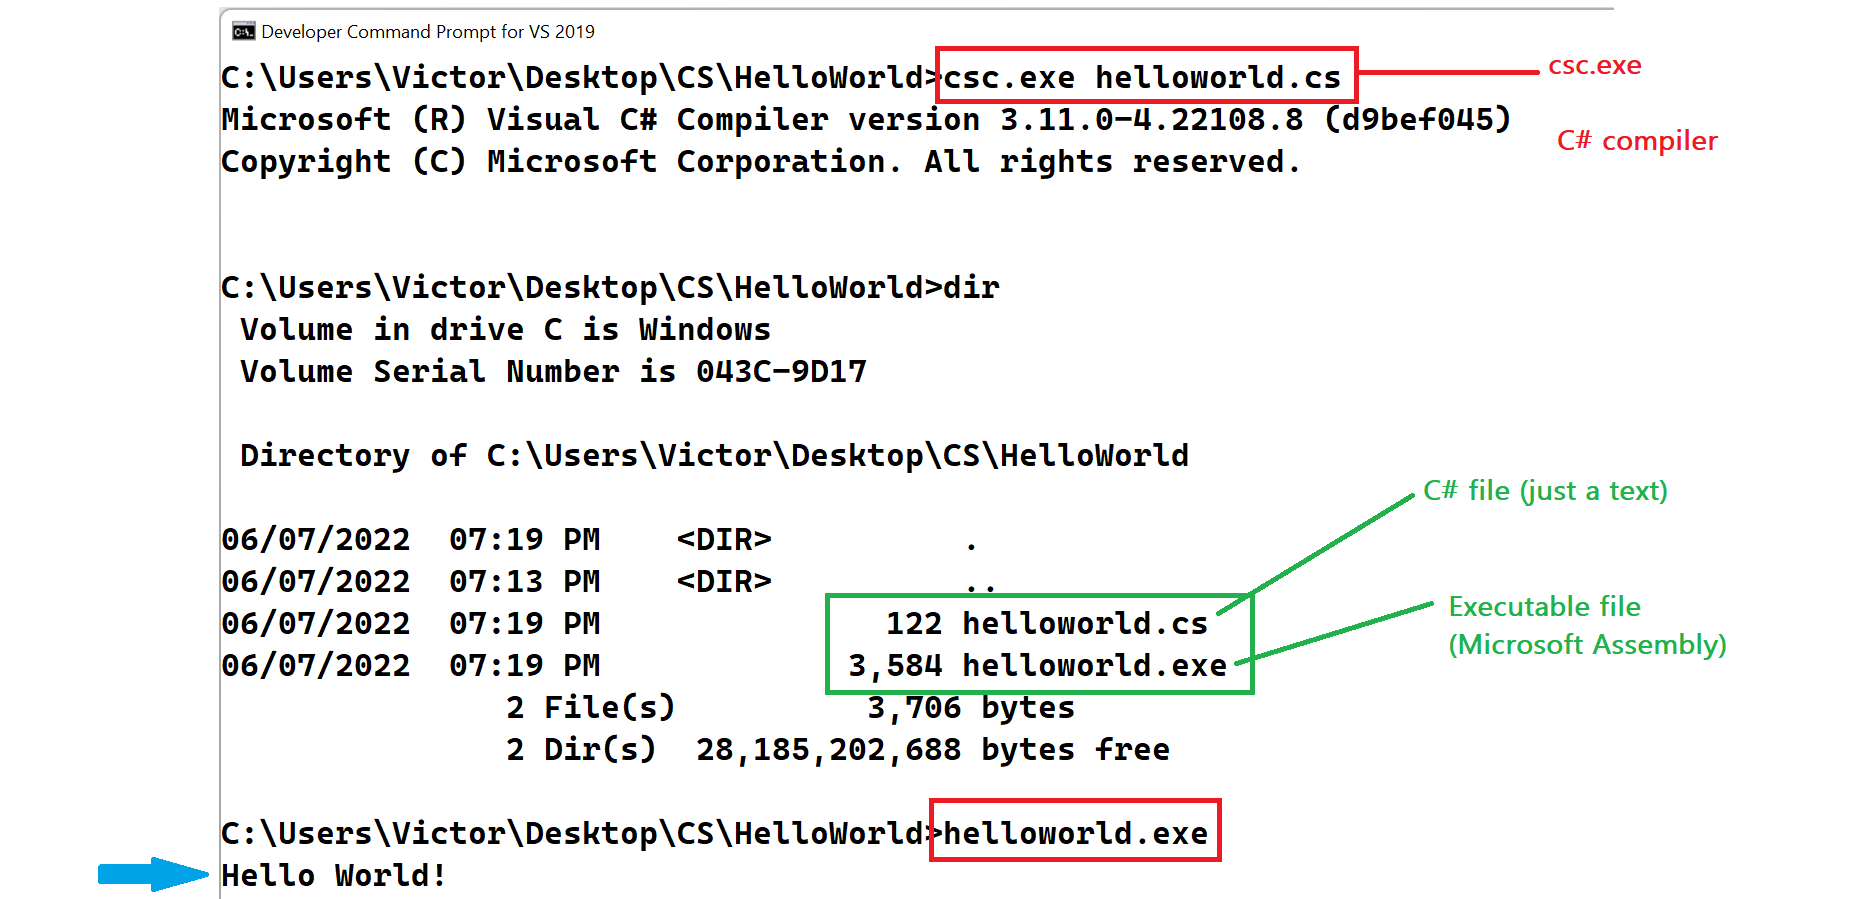 Developer Command Prompt for VS 2019
C:\Users\Victor\Desktop\CS\HelloWorld>csc.exe helloworld.cs
csc.exe
Microsoft (R) Visual C# Compiler version 3.11.0-4.22108.8 (d9bef045)
C# compiler
Copyright (C) Microsoft Corporation. All rights reserved.
C:\Users\Victor\Desktop\CS\HelloWorld>dir
Volume in drive C is Windows
Volume Serial Number is 043C-9D17
Directory of C:\Users\Victor\Desktop\CS\HelloWorld
C# file (just a text)
06/07/2022  07:19 PM    <DIR>          .
06/07/2022  07:13 PM    <DIR>          ..
06/07/2022  07:19 PM               122 helloworld.cs
Executable file
(Microsoft Assembly)
06/07/2022  07:19 PM             3,584 helloworld.exe
2 File(s)          3,706 bytes
2 Dir(s)  28,185,202,688 bytes free
C:\Users\Victor\Desktop\CS\HelloWorld>helloworld.exe
Hello World!